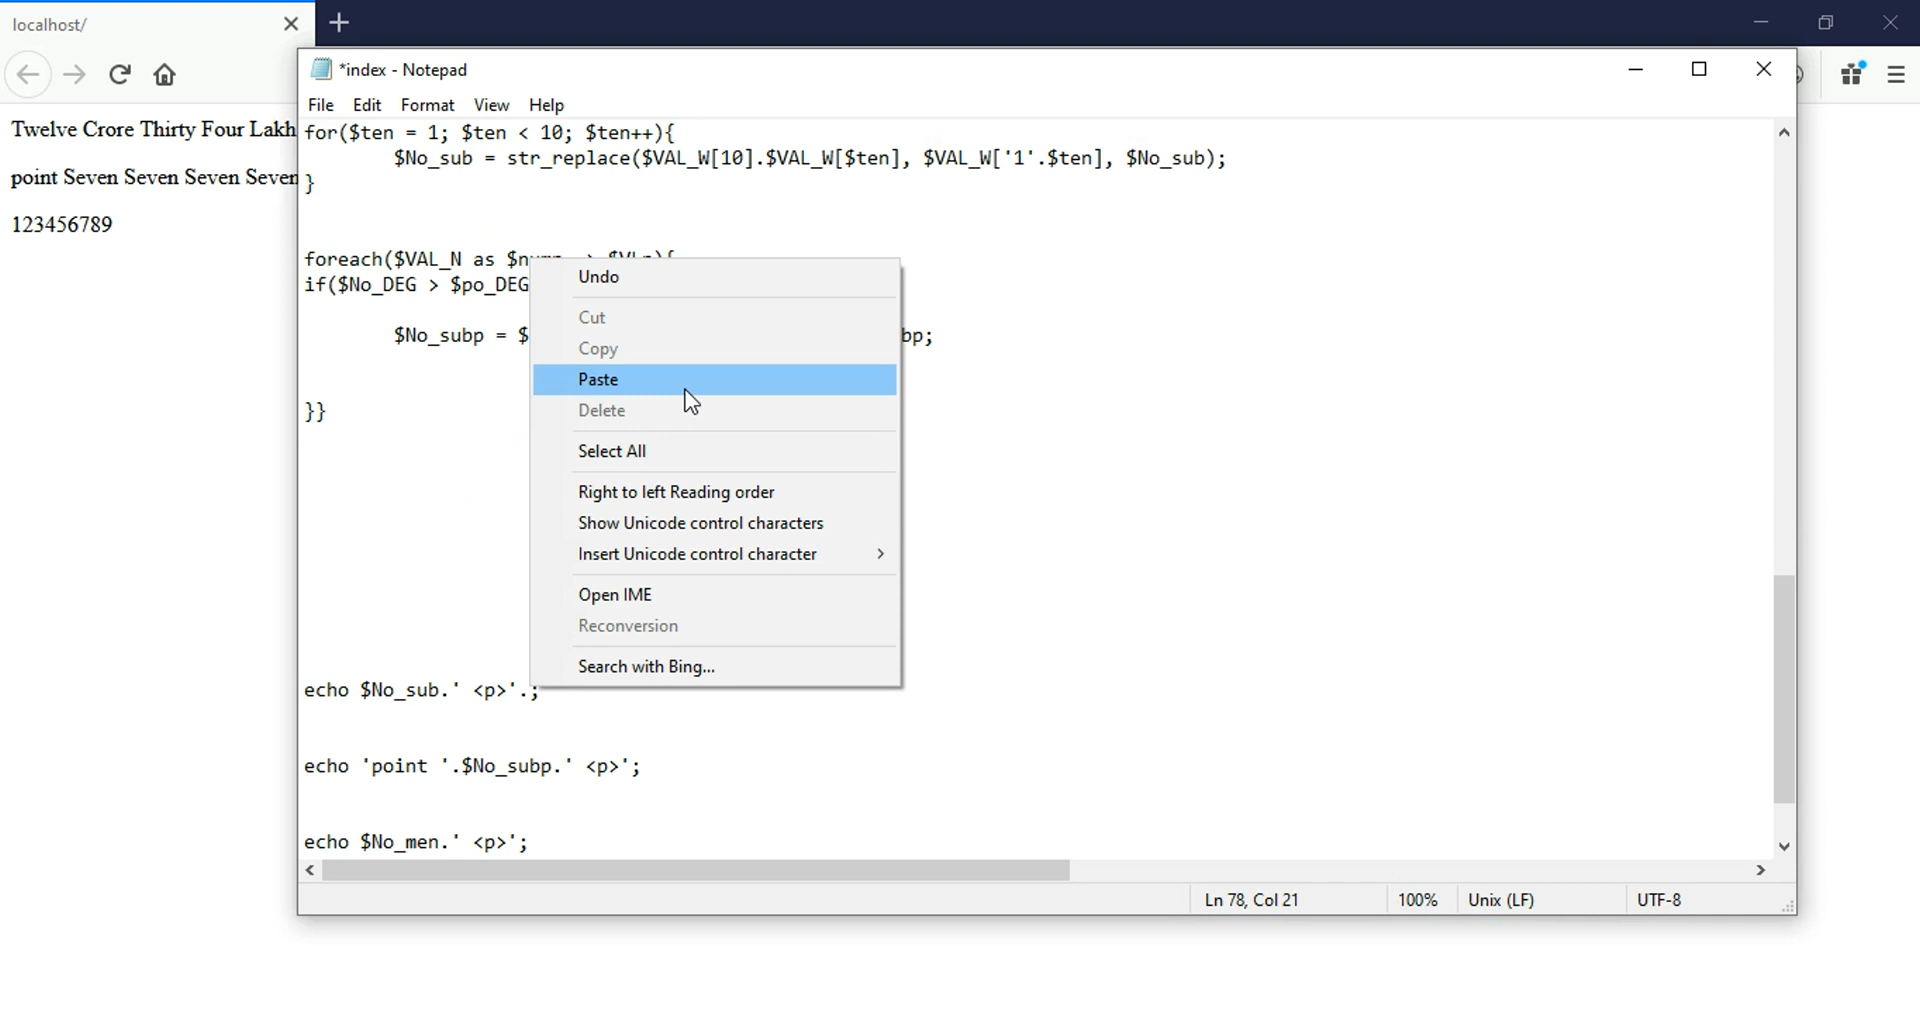 localhost/
*index - Notepad
File Edit Format View Help
Twelve Crore Thirty Four Lakh
point Seven Seven Seven Seven
123456789
for($ten = 1; $ten < 10; $ten++){
$No_sub = str_replace($VAL_W[10].$VAL_W[$ten], $VAL_W['1'.$ten], $No_sub);
}
foreach($VAL_N as
if($No_DEG > $po_DEG
$No_subp = $ bp;
}}
Undo
Cut
Copy
Paste
Delete
Select All
Right to left Reading order
Show Unicode control characters
Insert Unicode control character
Open IME
Reconversion
Search with Bing...
echo $No_sub.' <p>'.;
echo 'point '.$No_subp.' <p>';
echo $No_men.' <p>';
Ln 78, Col 21 100% Unix (LF) UTF-8